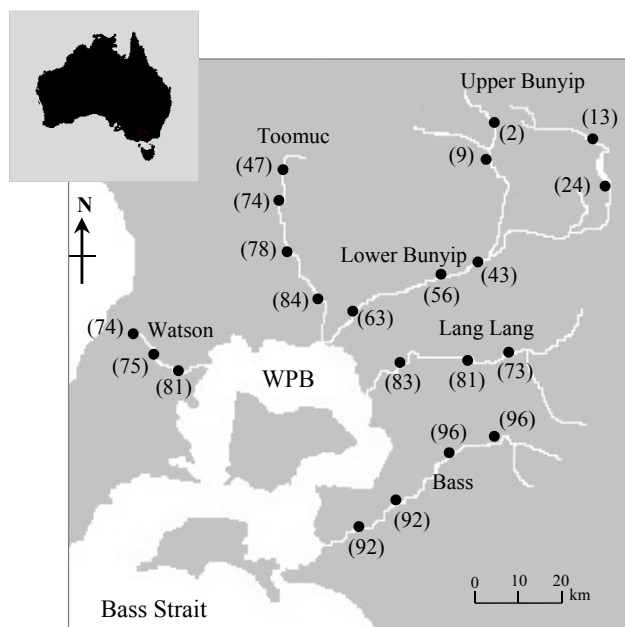 Upper Bunyip
(13)
Toomuc
(2)
(47)
(9)
(24)
(74)
N
(78)
Lower Bunyip
(43)
(56)
(84)
(63)
(74)
Watson
Lang Lang
(75)
(81)
WPB
(83)
(81)
(73)
(96)
(96)
Bass
(92)
(92)
0 10 20
km
Bass Strait